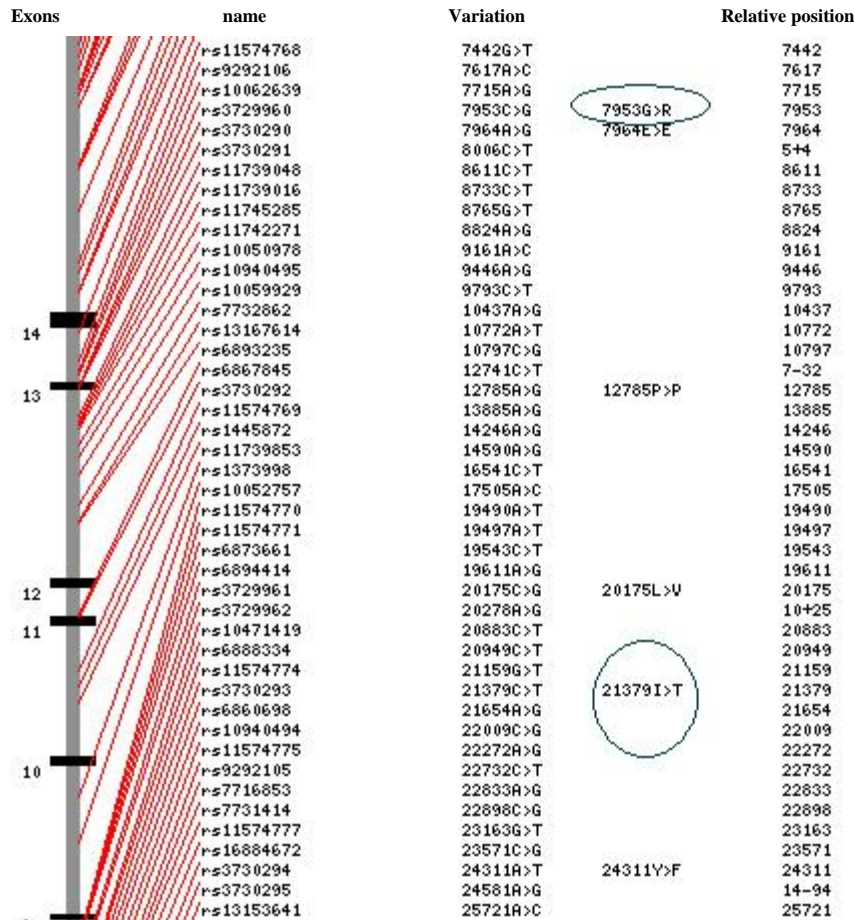 Exons name Variation Relative position
rs11574768 7442G>T 7442
rs9292106 7617A>C 7617
rs10062639 7715A>G 7715
rs3729960 7953C>G 7953G>R 7953
rs3730290 7964A>G 7964E>E 7964
rs3730291 8006C>T 5+4
rs11739048 8611C>T 8611
rs11739016 8733C>T 8733
rs11745285 8765G>T 8765
rs11742271 8824A>G 8824
rs10050978 9161A>C 9161
rs10940495 9446A>G 9446
rs10059929 9793C>T 9793
rs7732862 10437A>G 10437
14 rs13167614 10772A>T 10772
rs6893235 10797C>G 10797
rs6867845 12741C>T 7-32
13 rs3730292 12785A>G 12785P>P 12785
rs11574769 13885A>G 13885
rs1445872 14246A>G 14246
rs11739853 14590A>G 14590
rs1373998 16541C>T 16541
rs10052757 17505A>C 17505
rs11574770 19490A>T 19490
rs11574771 19497A>T 19497
rs6873661 19543C>T 19543
rs6894414 19611A>G 19611
12 rs3729961 20175C>G 20175L>V 20175
rs3729962 20278A>G 10+25
11 rs10471419 20883C>T 20883
rs6888334 20949C>T 20949
rs11574774 21159G>T 21159
rs3730293 21379C>T 21379I>T 21379
rs6860698 21654A>G 21654
rs10940494 22009C>G 22009
rs11574775 22272A>G 22272
10 rs9292105 22732C>T 22732
rs7716853 22833A>G 22833
rs7731414 22898C>G 22898
rs11574777 23163G>T 23163
rs16884672 23571C>G 23571
rs3730294 24311A>T 24311Y>F 24311
rs3730295 24581A>G 14-94
rs13153641 25721A>C 25721